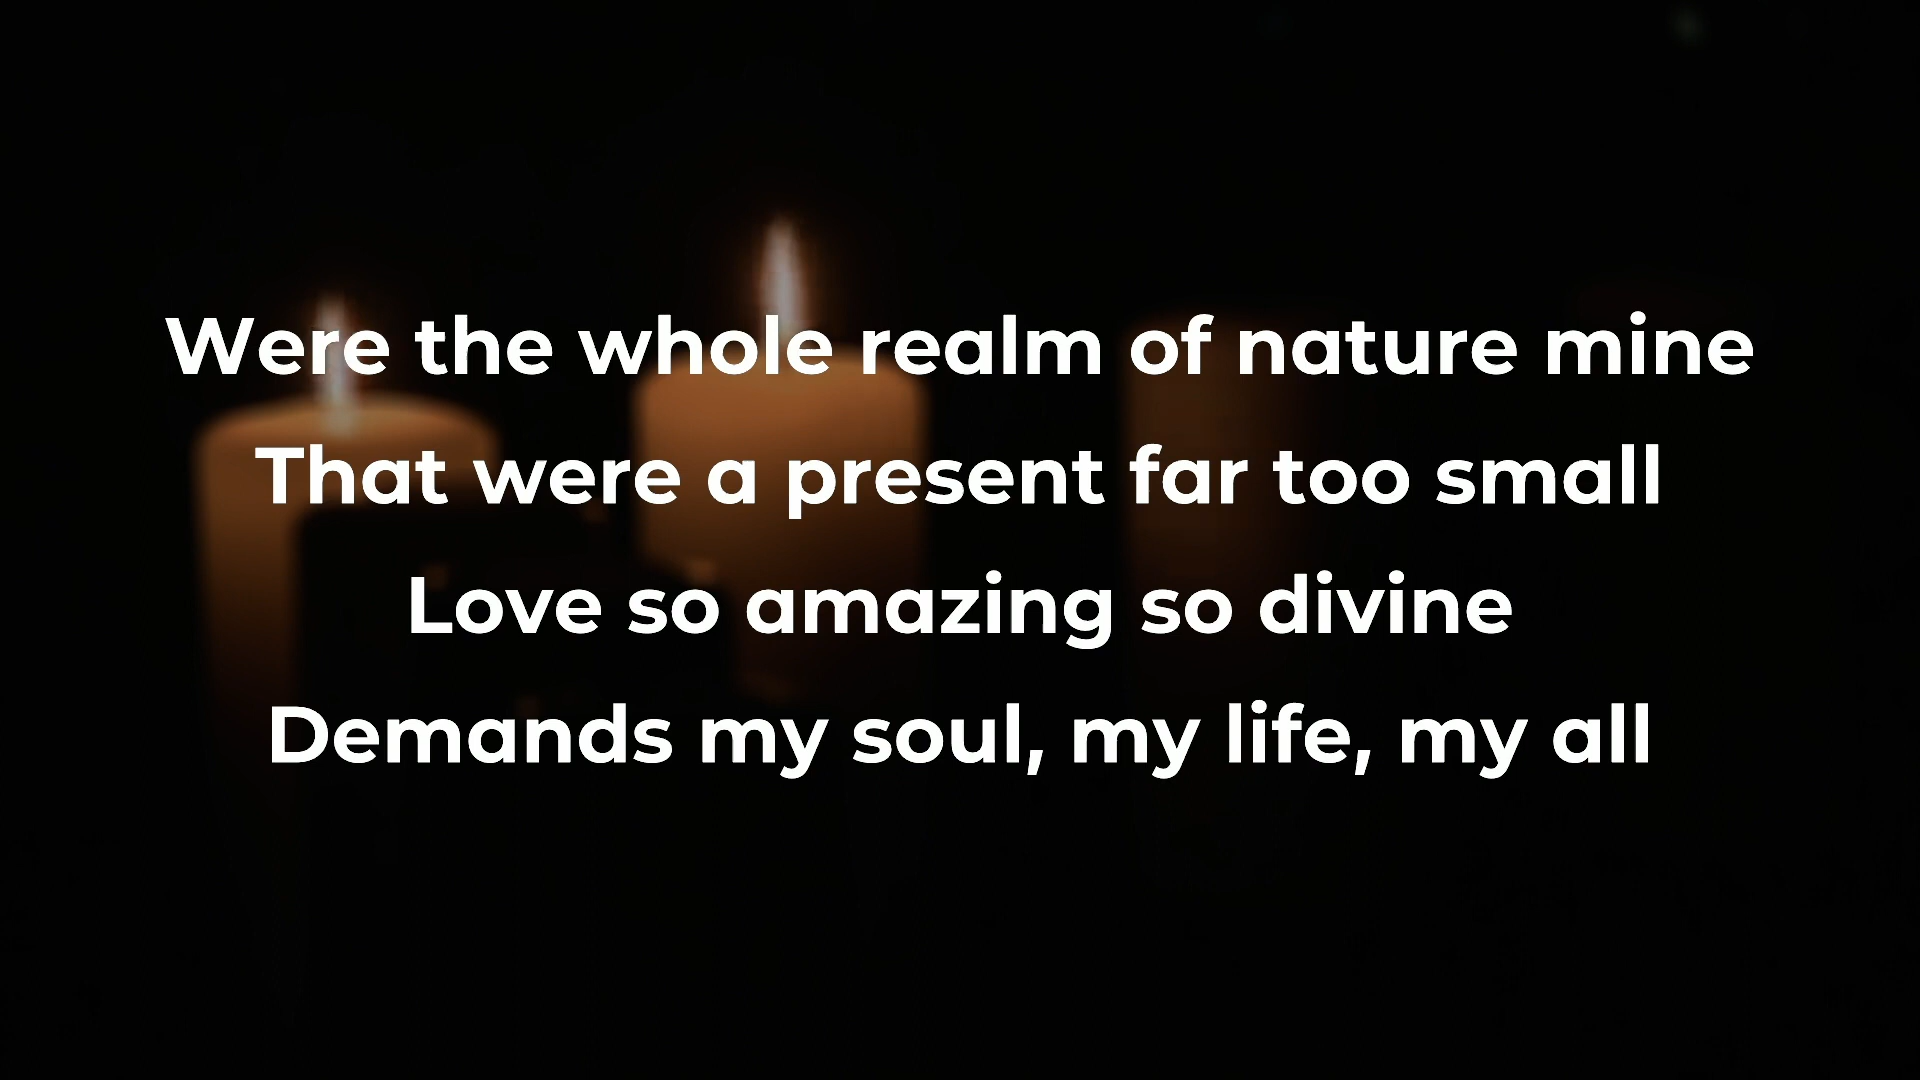 Were the whole realm of nature mine
That were a present far too small
Love so amazing so divine
Demands my soul, my life, my all